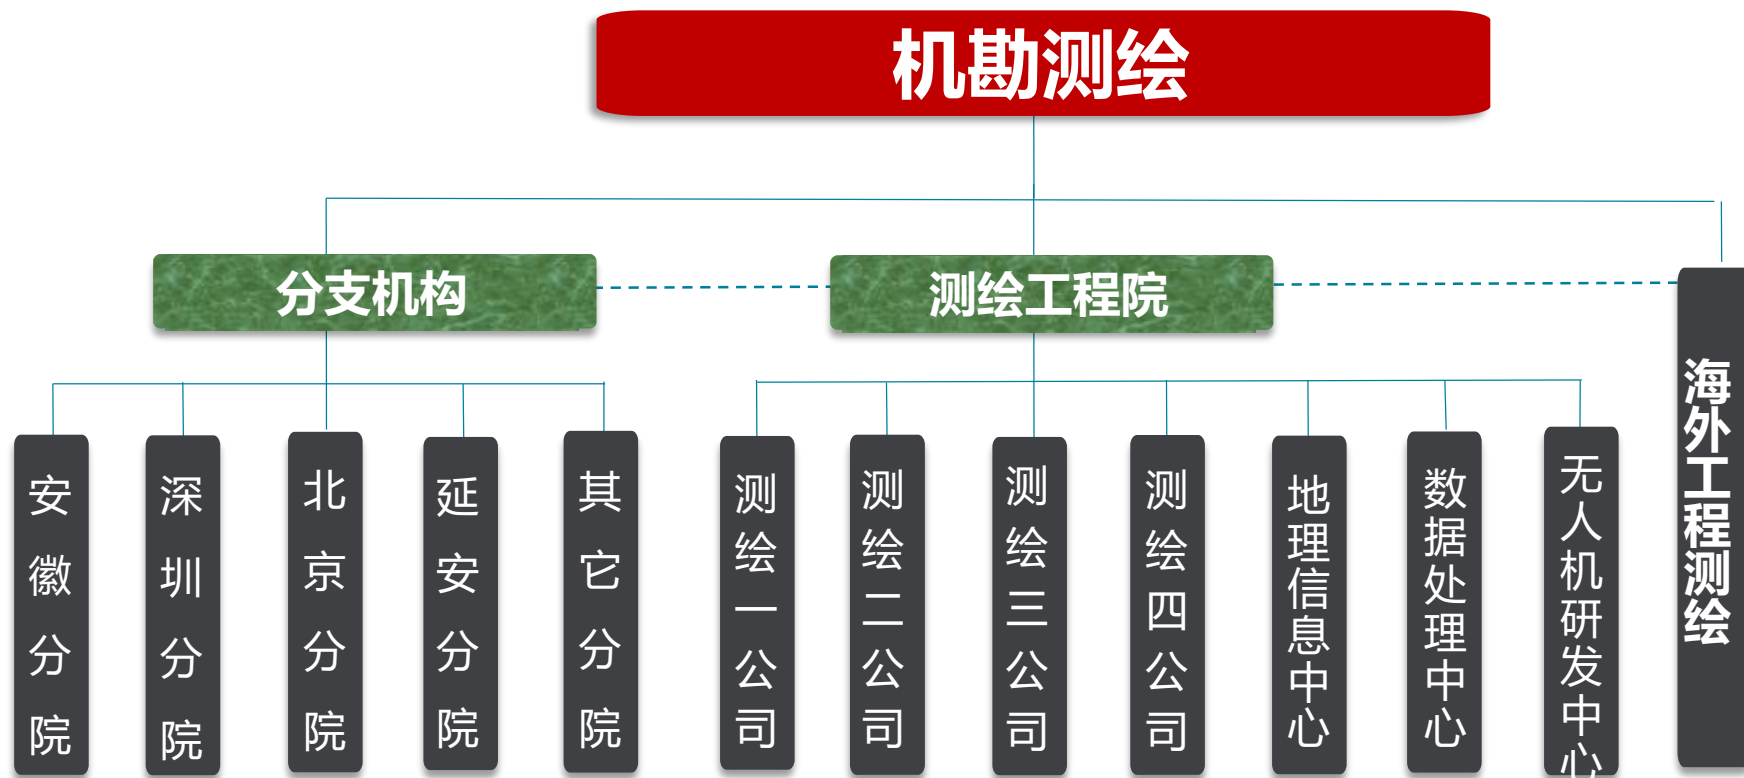 机勘测绘
分支机构
测绘工程院
海外工程测绘
安徽分院
深圳分院
北京分院
延安分院
其它分院
测绘一公司
测绘二公司
测绘三公司
测绘四公司
地理信息中心
数据处理中心
无人机研发中心